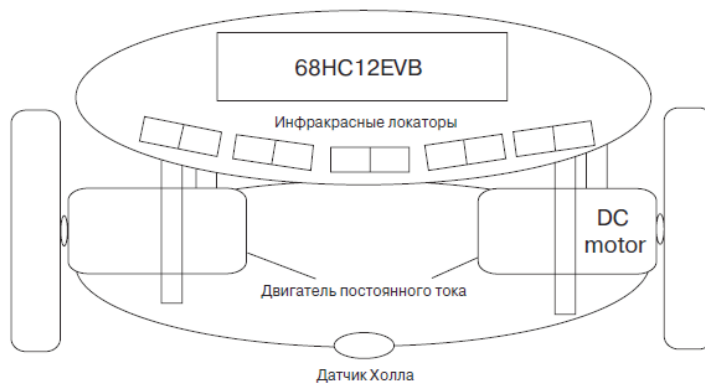 68HC12EVB
Инфракрасные локаторы
DC
motor
Двигатель постоянного тока
Датчик Холла